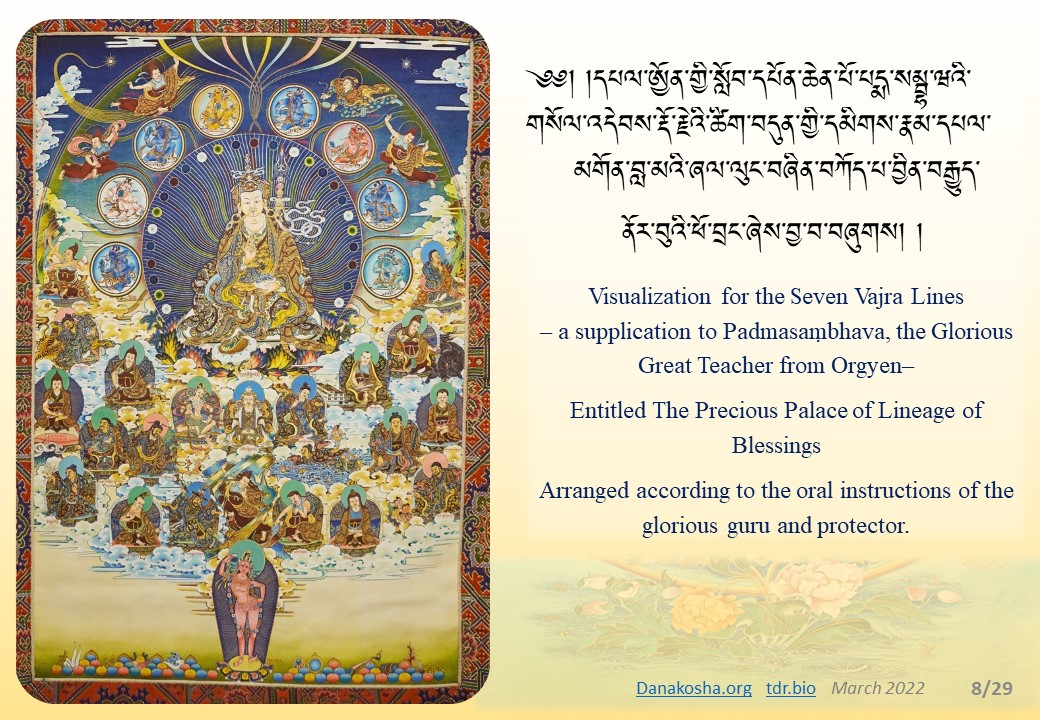 ༄༅། །དཔལ་ཨོྱན་གྱི་སློབ་དཔོན་ཆེན་པོ་པདྨ་སམྦྷ་ཝའི་
གསོལ་འདེབས་རྡོ་རྗེའི་ཚིག་བདུན་གྱི་དམིགས་རྣམ་དཔལ་
མགོན་བླ་མའི་ཞལ་ལུང་བཞིན་བཀོད་པ་བྱིན་བརྒྱུད་
ནོར་བུའི་ཕོ་བྲང་ཞེས་བྱ་བ་བཞུགས། །
Visualization for the Seven Vajra Lines
– a supplication to Padmasaṃbhava, the Glorious
Great Teacher from Orgyen–
Entitled The Precious Palace of Lineage of
Blessings
Arranged according to the oral instructions of the
glorious guru and protector.
Danakosha.org tdr.bio March 2022 8/29